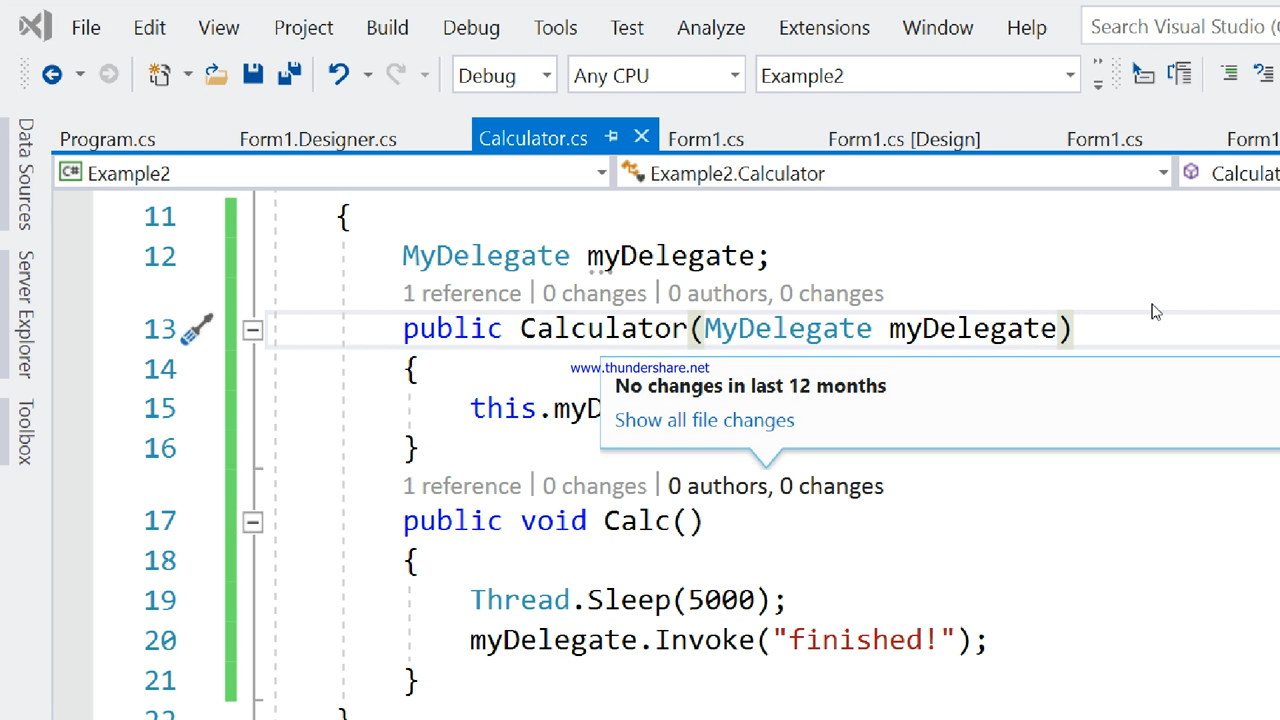 File Edit View Project Build Debug Tools Test Analyze Extensions Window Help Search Visual Studio (
Debug Any CPU Example2
Program.cs Form1.Designer.cs Calculator.cs Form1.cs Form1.cs [Design] Form1.cs Form1
Example2 Example2.Calculator Calculat
Data Sources
Server Explorer
Toolbox
11 {
12 MyDelegate myDelegate;
1 reference | 0 changes | 0 authors, 0 changes
13 public Calculator(MyDelegate myDelegate)
14 {
www.thundershare.net
No changes in last 12 months
Show all file changes
15 this.myD
16 }
1 reference | 0 changes | 0 authors, 0 changes
17 public void Calc()
18 {
19 Thread.Sleep(5000);
20 myDelegate.Invoke("finished!");
21 }
22 }